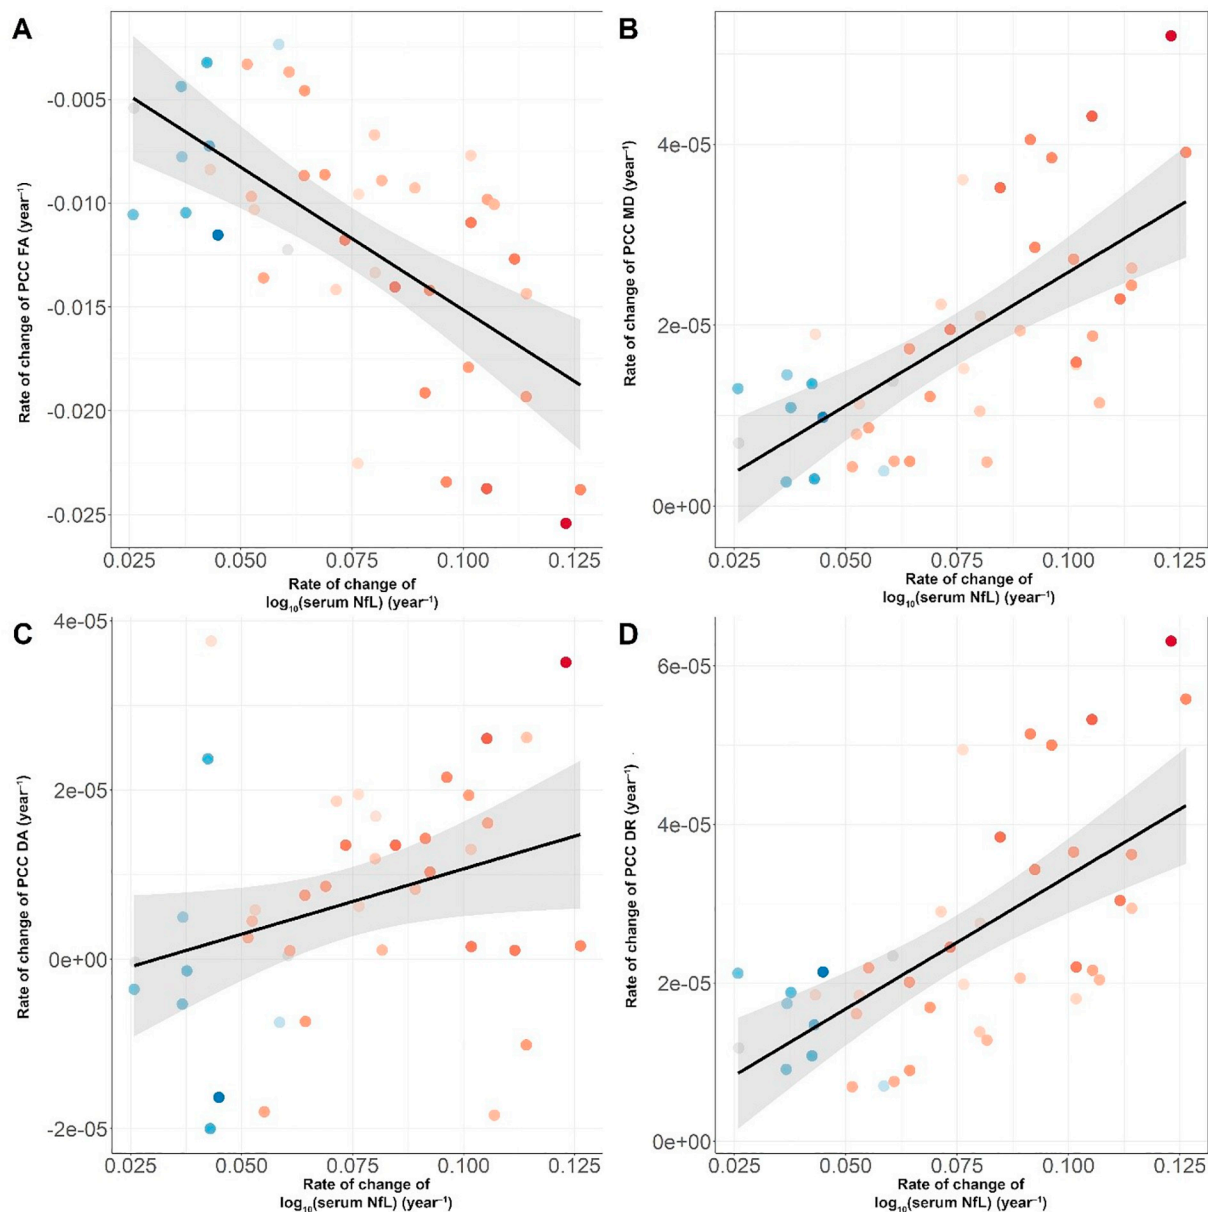 A
-0.005
-0.010
-0.015
-0.020
-0.025
Rate of change of PCC FA (year⁻¹)
0.025 0.050 0.075 0.100 0.125
Rate of change of
log₁₀(serum NfL) (year⁻¹)
B
4e-05
2e-05
0e+00
Rate of change of PCC MD (year⁻¹)
0.025 0.050 0.075 0.100 0.125
Rate of change of
log₁₀(serum NfL) (year⁻¹)
C
4e-05
2e-05
0e+00
-2e-05
Rate of change of PCC DA (year⁻¹)
0.025 0.050 0.075 0.100 0.125
Rate of change of
log₁₀(serum NfL) (year⁻¹)
D
6e-05
4e-05
2e-05
0e+00
Rate of change of PCC DR (year⁻¹)
0.025 0.050 0.075 0.100 0.125
Rate of change of
log₁₀(serum NfL) (year⁻¹)